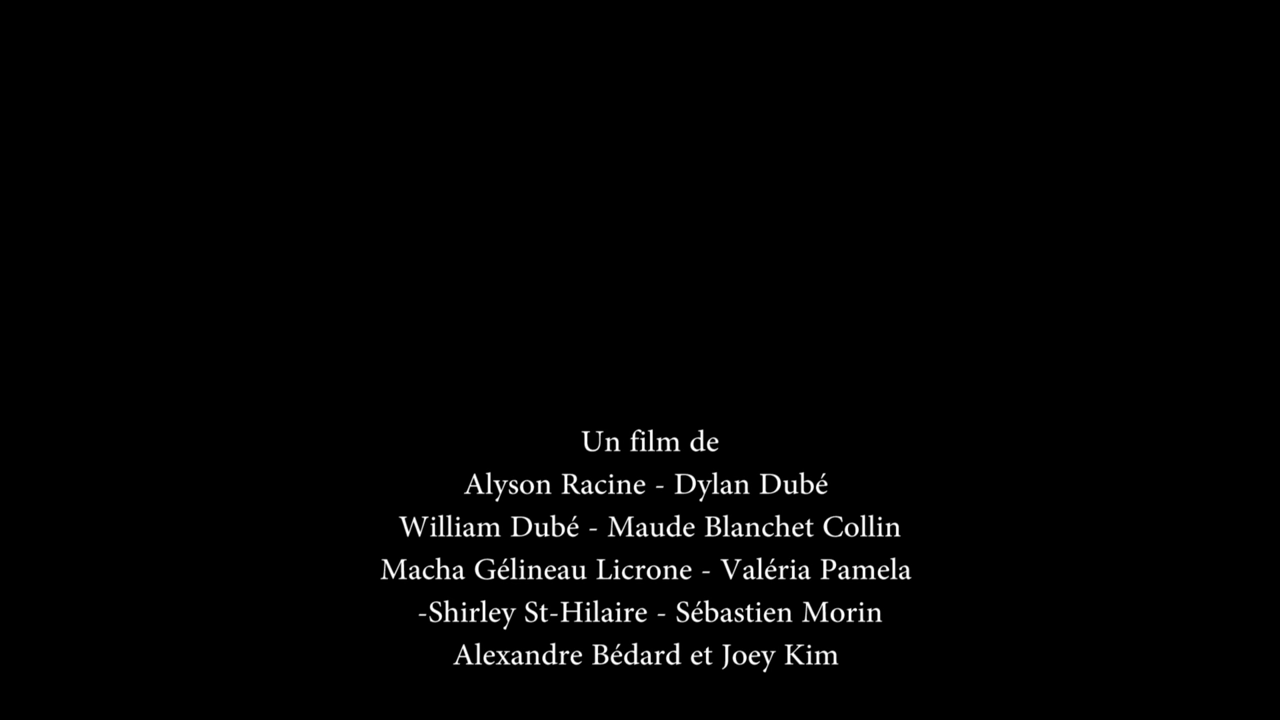 Un film de
Alyson Racine - Dylan Dubé
William Dubé - Maude Blanchet Collin
Macha Gélineau Licrone - Valéria Pamela
-Shirley St-Hilaire - Sébastien Morin
Alexandre Bédard et Joey Kim